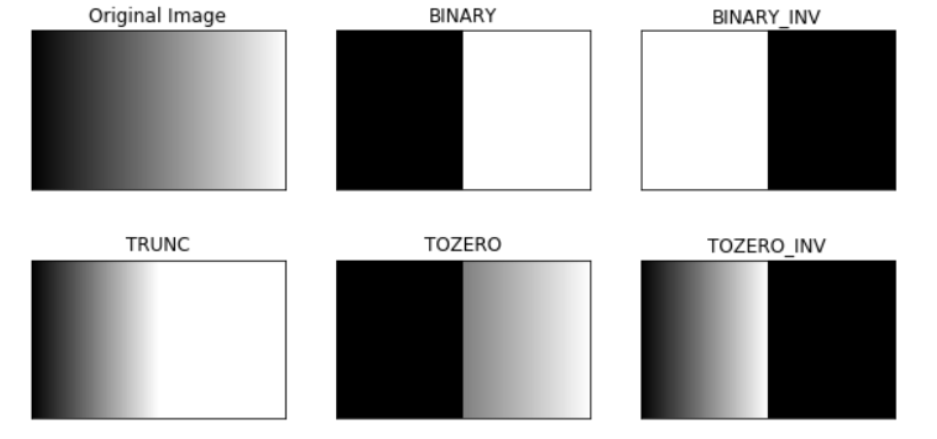 Original Image
BINARY
BINARY_INV
TRUNC
TOZERO
TOZERO_INV